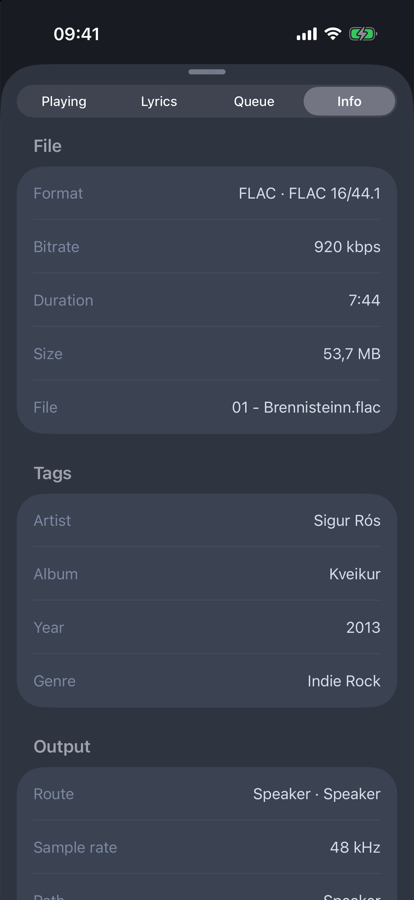 09:41
Playing Lyrics Queue Info
File
Format FLAC · FLAC 16/44.1
Bitrate 920 kbps
Duration 7:44
Size 53,7 MB
File 01 - Brennisteinn.flac
Tags
Artist Sigur Rós
Album Kveikur
Year 2013
Genre Indie Rock
Output
Route Speaker · Speaker
Sample rate 48 kHz
Path Speaker